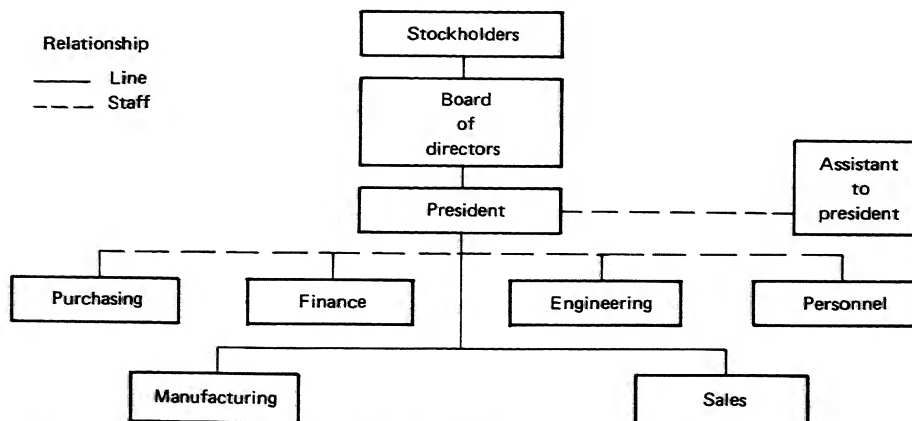 Relationship
Line
Staff
Stockholders
Board
of
directors
President
Assistant
to
president
Purchasing
Finance
Engineering
Personnel
Manufacturing
Sales